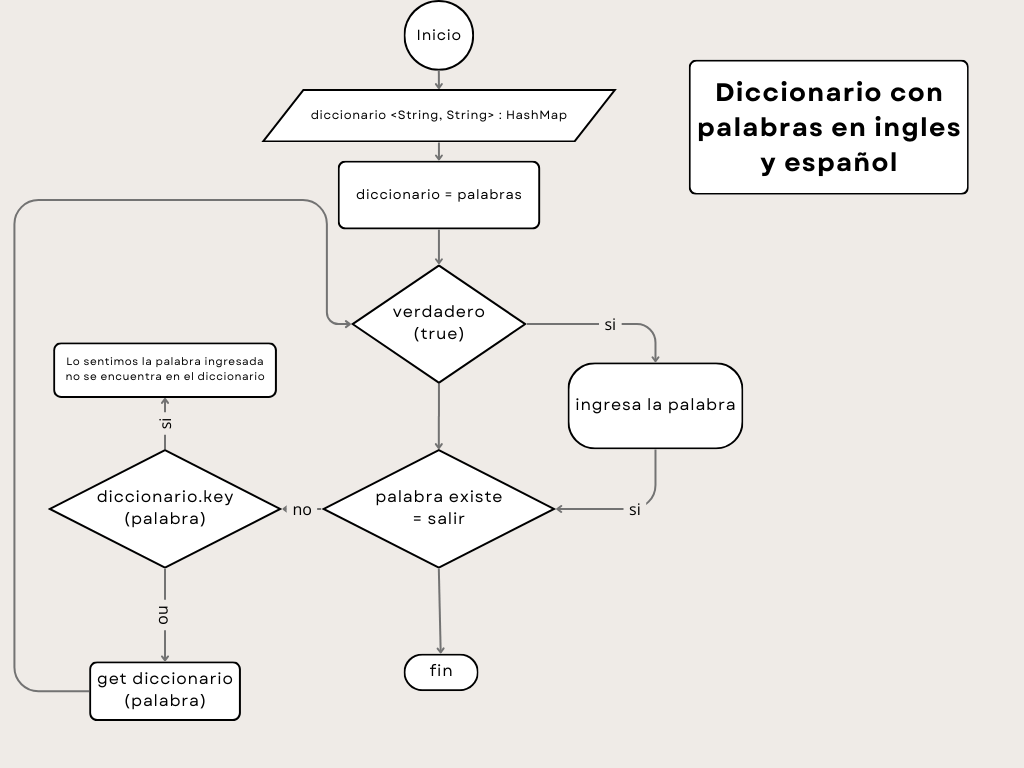 Inicio
diccionario <String, String> : HashMap
Diccionario con
palabras en ingles
y español
diccionario = palabras
verdadero
(true)
si
ingresa la palabra
Lo sentimos la palabra ingresada
no se encuentra en el diccionario
si
diccionario.key
(palabra)
no
palabra existe
= salir
si
no
get diccionario
(palabra)
fin